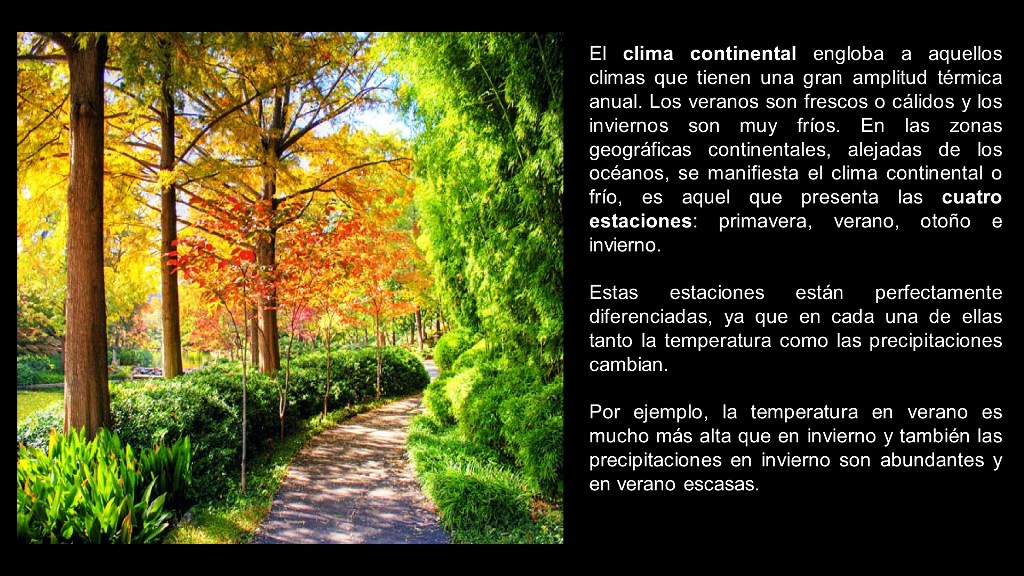 El clima continental engloba a aquellos
climas que tienen una gran amplitud térmica
anual. Los veranos son frescos o cálidos y los
inviernos son muy fríos. En las zonas
geográficas continentales, alejadas de los
océanos, se manifiesta el clima continental o
frío, es aquel que presenta las cuatro
estaciones: primavera, verano, otoño e
invierno.
Estas estaciones están perfectamente
diferenciadas, ya que en cada una de ellas
tanto la temperatura como las precipitaciones
cambian.
Por ejemplo, la temperatura en verano es
mucho más alta que en invierno y también las
precipitaciones en invierno son abundantes y
en verano escasas.